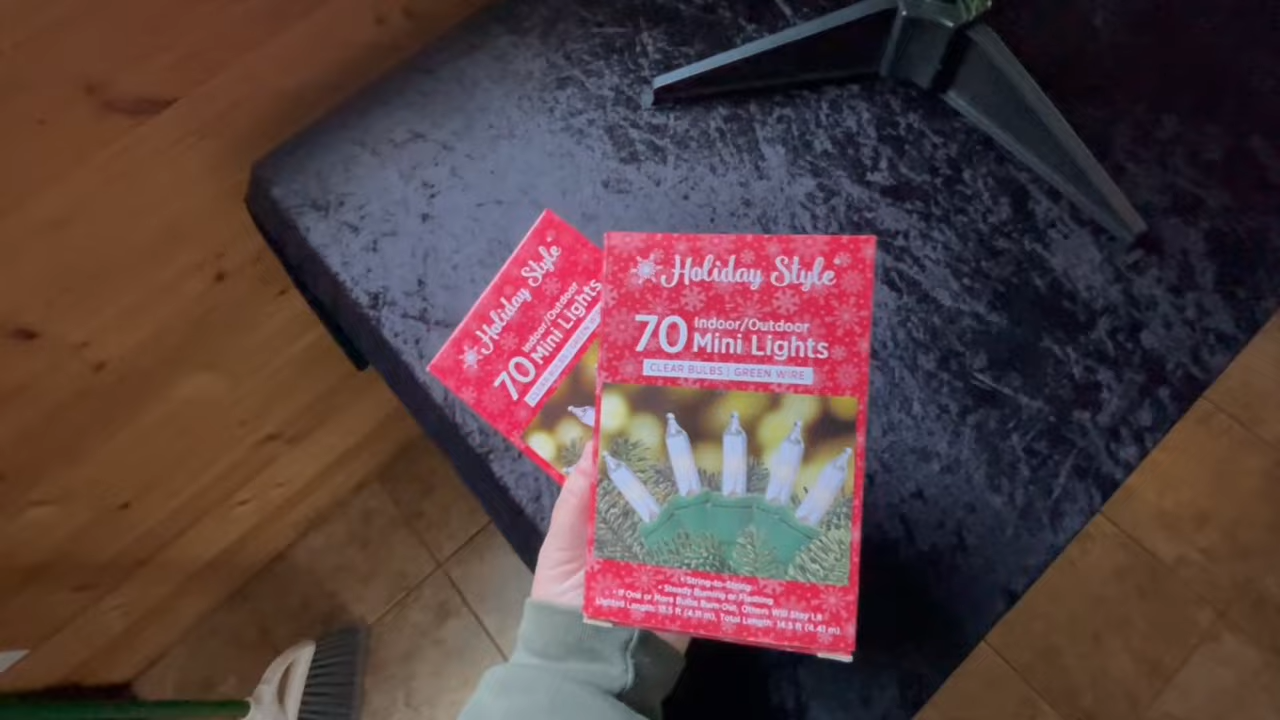 Holiday Style
70 Indoor/Outdoor
Mini Lights
CLEAR BULBS | GREEN WIRE
• String-to-String
• Steady Burning or Flashing
• If One or More Bulbs Burn Out, Others Will Stay Lit
Lighted Length: 13.5 ft (4.11 m), Total Length: 14.5 ft (4.41 m)
Holiday Style
70 Indoor/Outdoor
Mini Lights